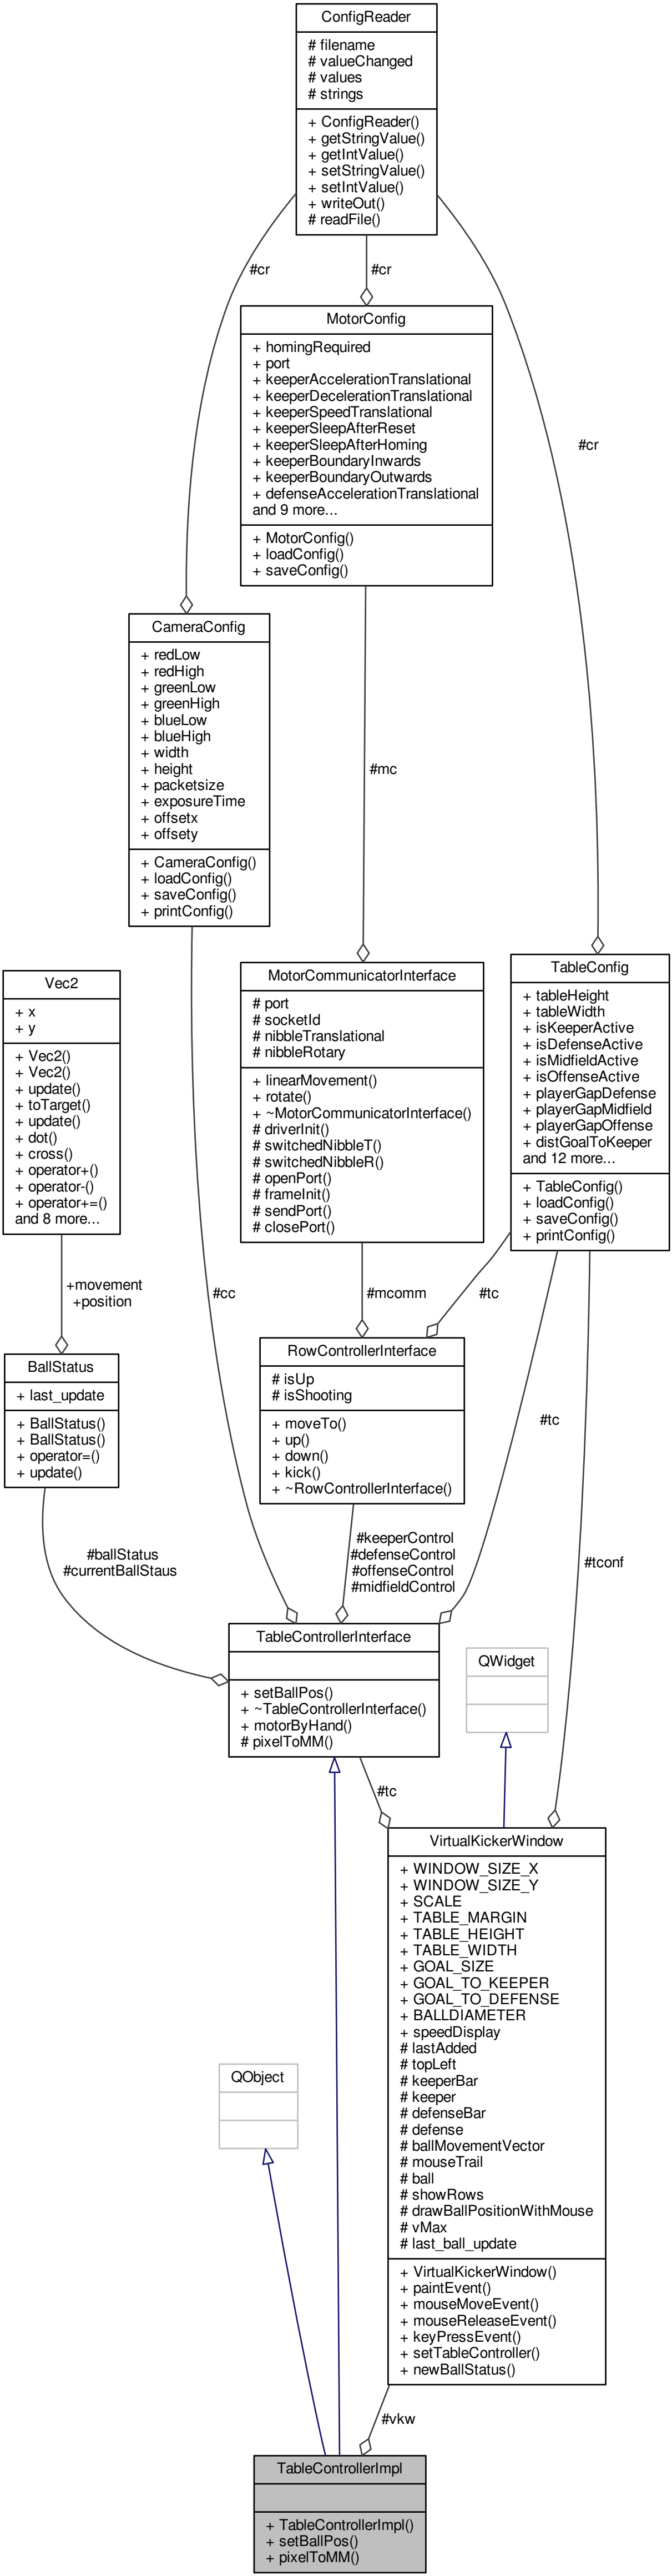 ConfigReader
# filename
# valueChanged
# values
# strings
+ ConfigReader()
+ getStringValue()
+ getIntValue()
+ setStringValue()
+ setIntValue()
+ writeOut()
# readFile()
#cr
#cr
#cr
MotorConfig
+ homingRequired
+ port
+ keeperAccelerationTranslational
+ keeperDecelerationTranslational
+ keeperSpeedTranslational
+ keeperSleepAfterReset
+ keeperSleepAfterHoming
+ keeperBoundaryInwards
+ keeperBoundaryOutwards
+ defenseAccelerationTranslational
and 9 more...
+ MotorConfig()
+ loadConfig()
+ saveConfig()
CameraConfig
+ redLow
+ redHigh
+ greenLow
+ greenHigh
+ blueLow
+ blueHigh
+ width
+ height
+ packetsize
+ exposureTime
+ offsetx
+ offsety
+ CameraConfig()
+ loadConfig()
+ saveConfig()
+ printConfig()
#mc
Vec2
+ x
+ y
+ Vec2()
+ Vec2()
+ update()
+ toTarget()
+ update()
+ dot()
+ cross()
+ operator+()
+ operator-()
+ operator+=()
and 8 more...
MotorCommunicatorInterface
# port
# socketId
# nibbleTranslational
# nibbleRotary
+ linearMovement()
+ rotate()
+ ~MotorCommunicatorInterface()
# driverInit()
# switchedNibbleT()
# switchedNibbleR()
# openPort()
# frameInit()
# sendPort()
# closePort()
TableConfig
+ tableHeight
+ tableWidth
+ isKeeperActive
+ isDefenseActive
+ isMidfieldActive
+ isOffenseActive
+ playerGapDefense
+ playerGapMidfield
+ playerGapOffense
+ distGoalToKeeper
and 12 more...
+ TableConfig()
+ loadConfig()
+ saveConfig()
+ printConfig()
+movement
+position
#cc
#mcomm
#tc
BallStatus
+ last_update
+ BallStatus()
+ BallStatus()
+ operator=()
+ update()
RowControllerInterface
# isUp
# isShooting
+ moveTo()
+ up()
+ down()
+ kick()
+ ~RowControllerInterface()
#tc
#ballStatus
#currentBallStaus
#keeperControl
#defenseControl
#offenseControl
#midfieldControl
#tconf
TableControllerInterface
+ setBallPos()
+ ~TableControllerInterface()
+ motorByHand()
# pixelToMM()
QWidget
#tc
VirtualKickerWindow
+ WINDOW_SIZE_X
+ WINDOW_SIZE_Y
+ SCALE
+ TABLE_MARGIN
+ TABLE_HEIGHT
+ TABLE_WIDTH
+ GOAL_SIZE
+ GOAL_TO_KEEPER
+ GOAL_TO_DEFENSE
+ BALLDIAMETER
+ speedDisplay
# lastAdded
# topLeft
# keeperBar
# keeper
# defenseBar
# defense
# ballMovementVector
# mouseTrail
# ball
# showRows
# drawBallPositionWithMouse
# vMax
# last_ball_update
+ VirtualKickerWindow()
+ paintEvent()
+ mouseMoveEvent()
+ mouseReleaseEvent()
+ keyPressEvent()
+ setTableController()
+ newBallStatus()
QObject
#vkw
TableControllerImpl
+ TableControllerImpl()
+ setBallPos()
+ pixelToMM()